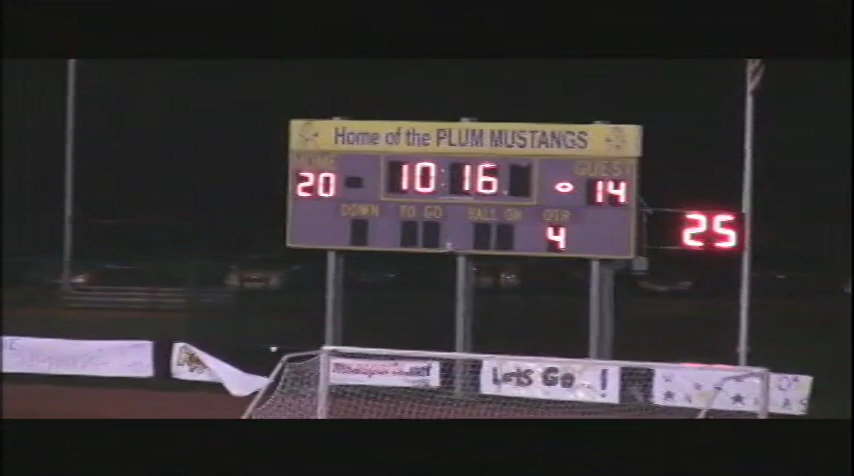 Home of the PLUM MUSTANGS
HOME 10:16 GUEST
20 14
DOWN TO GO BALL ON QTR
4
25
Lets Go !